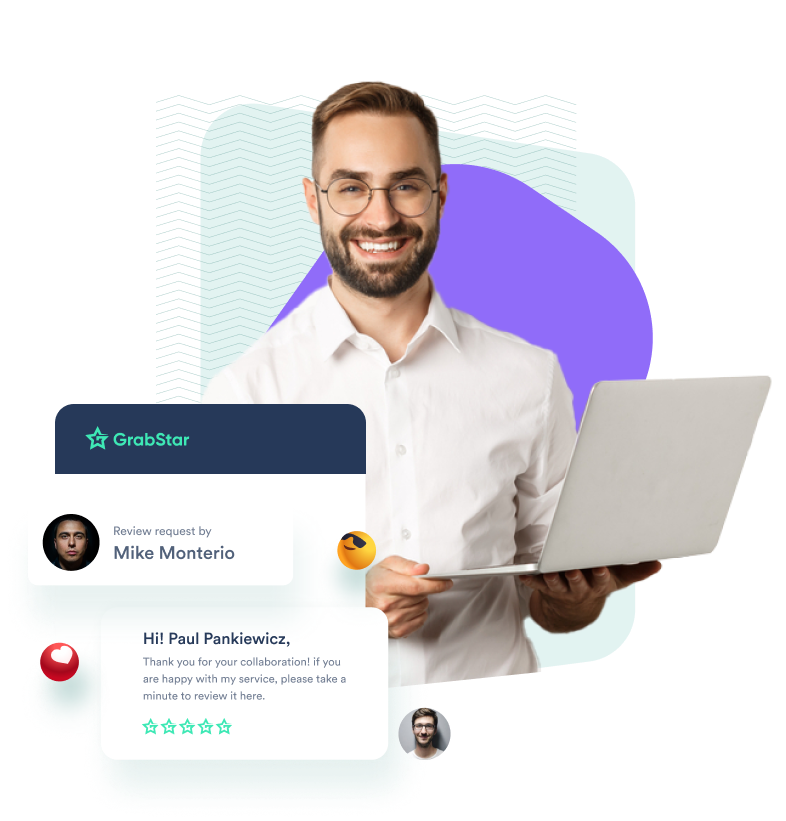 GrabStar
Review request by
Mike Monterio
Hi! Paul Pankiewicz,
Thank you for your collaboration! if you
are happy with my service, please take a
minute to review it here.